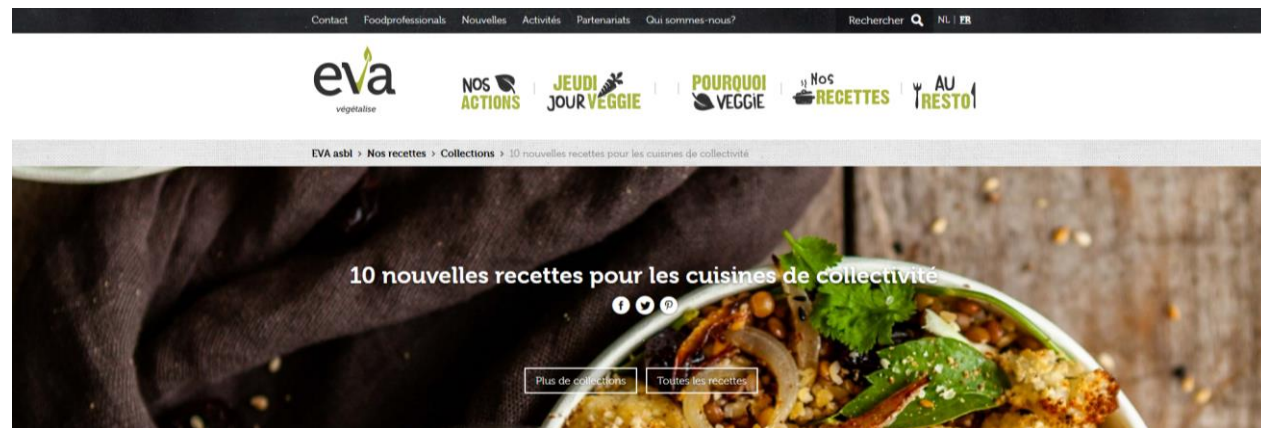 Contact Foodprofessionals Nouvelles Activités Partenariats Qui sommes-nous? Rechercher NL | FR
eva
végétalise
NOS ACTIONS
JEUDI JOUR VEGGIE
POURQUOI VEGGIE
NOS RECETTES
AU RESTO
EVA asbl > Nos recettes > Collections > 10 nouvelles recettes pour les cuisines de collectivité
10 nouvelles recettes pour les cuisines de collectivité
Plus de collections Toutes les recettes